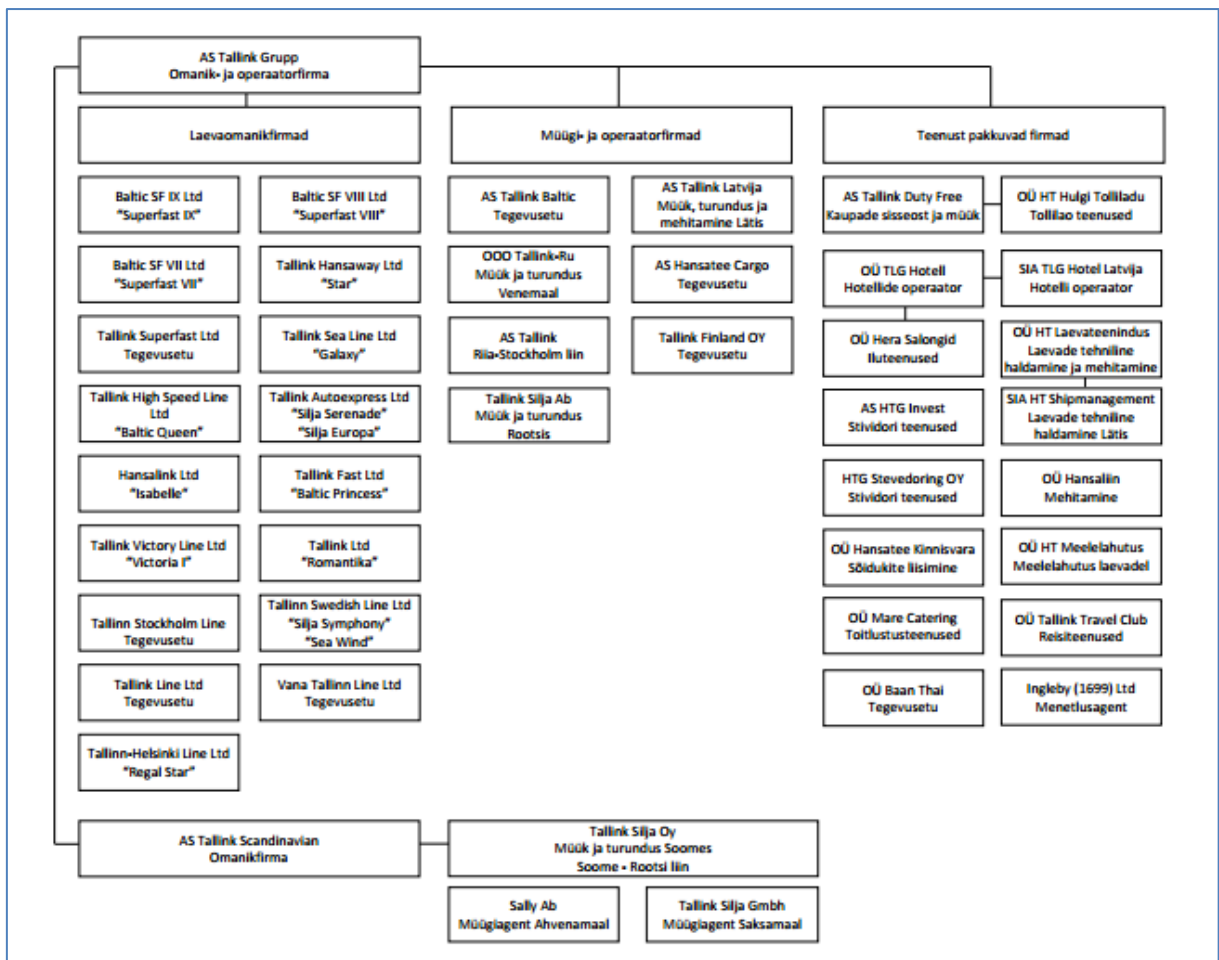 AS Tallink Grupp
Omanik- ja operaatorfirma
Laevaomanikfirmad
Müügi- ja operaatorfirmad
Teenust pakkuvad firmad
Baltic SF IX Ltd
"Superfast IX"
Baltic SF VIII Ltd
"Superfast VIII"
Baltic SF VII Ltd
"Superfast VII"
Tallink Hansaway Ltd
"Star"
Tallink Superfast Ltd
Tegevusetu
Tallink Sea Line Ltd
"Galaxy"
Tallink High Speed Line
Ltd
"Baltic Queen"
Tallink Autoexpress Ltd
"Silja Serenade"
"Silja Europa"
Hansalink Ltd
"Isabelle"
Tallink Fast Ltd
"Baltic Princess"
Tallink Victory Line Ltd
"Victoria I"
Tallink Ltd
"Romantika"
Tallinn Stockholm Line
Tegevusetu
Tallinn Swedish Line Ltd
"Silja Symphony"
"Sea Wind"
Tallink Line Ltd
Tegevusetu
Vana Tallinn Line Ltd
Tegevusetu
Tallinn-Helsinki Line Ltd
"Regal Star"
AS Tallink Baltic
Tegevusetu
AS Tallink Latvija
Müük, turundus ja
mehitamine Lätis
OOO Tallink-Ru
Müük ja turundus
Venemaal
AS Hansatee Cargo
Tegevusetu
AS Tallink
Riia-Stockholm liin
Tallink Finland OY
Tegevusetu
Tallink Silja Ab
Müük ja turundus
Rootsis
AS Tallink Duty Free
Kaupade sisseost ja müük
OÜ HT Hulgi Tolliladu
Tollilao teenused
OÜ TLG Hotell
Hotellide operaator
SIA TLG Hotel Latvija
Hotelli operaator
OÜ Hera Salongid
Iluteenused
OÜ HT Laevateenindus
Laevade tehniline
haldamine ja mehitamine
AS HTG Invest
Stividori teenused
SIA HT Shipmanagement
Laevade tehniline
haldamine Lätis
HTG Stevedoring OY
Stividori teenused
OÜ Hansaliin
Mehitamine
OÜ Hansatee Kinnisvara
Sõidukite liisimine
OÜ HT Meelelahutus
Meelelahutus laevadel
OÜ Mare Catering
Toitlustusteenused
OÜ Tallink Travel Club
Reisiteenused
OÜ Baan Thai
Tegevusetu
Ingleby (1699) Ltd
Menetlusagent
AS Tallink Scandinavian
Omanikfirma
Tallink Silja Oy
Müük ja turundus Soomes
Soome - Rootsi liin
Sally Ab
Müügiagent Ahvenamaal
Tallink Silja Gmbh
Müügiagent Saksamaal